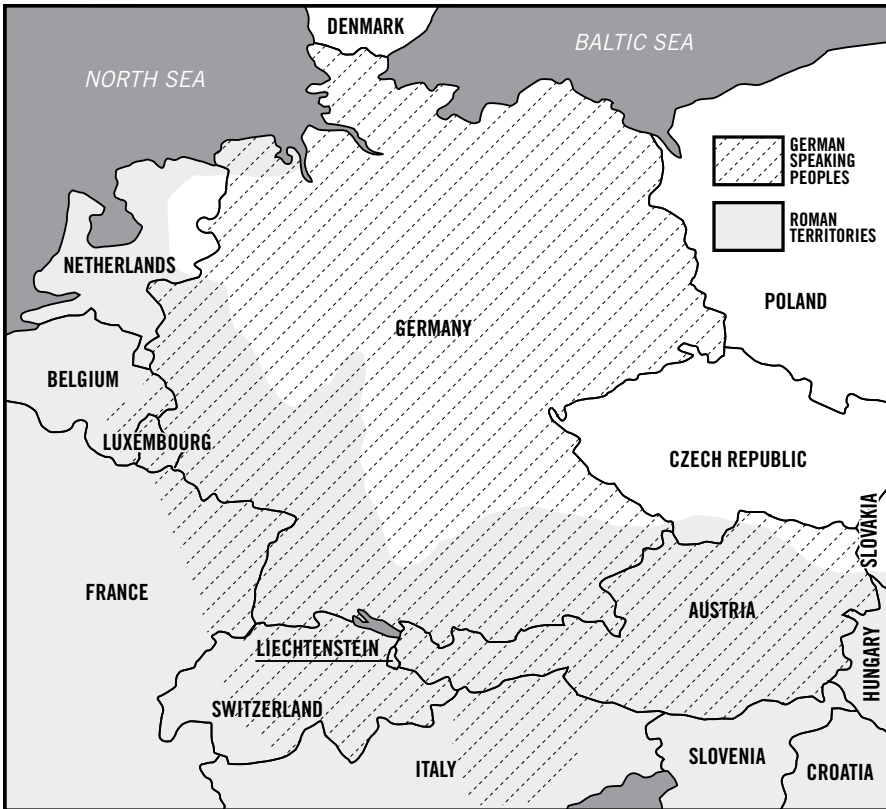 DENMARK
BALTIC SEA
NORTH SEA
GERMAN
SPEAKING
PEOPLES
ROMAN
TERRITORIES
NETHERLANDS
POLAND
GERMANY
BELGIUM
LUXEMBOURG
CZECH REPUBLIC
SLOVAKIA
FRANCE
AUSTRIA
LIECHTENSTEIN
HUNGARY
SWITZERLAND
SLOVENIA
ITALY
CROATIA